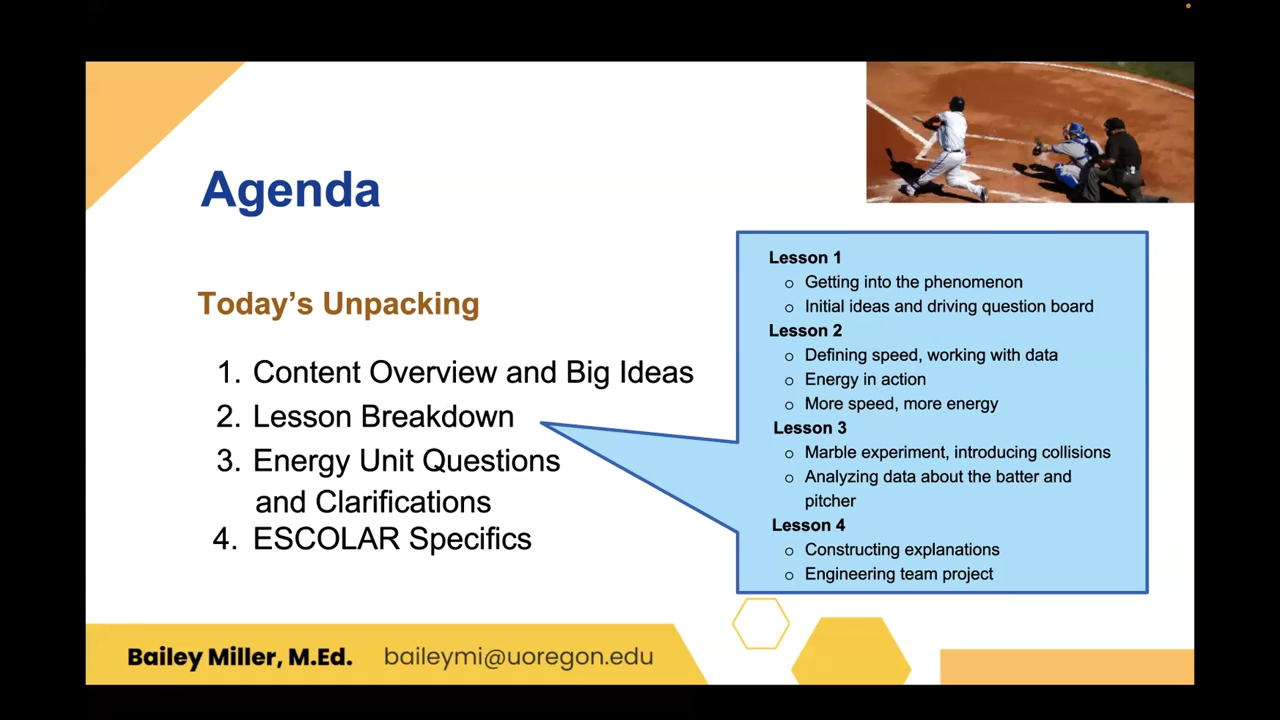 Agenda
Today's Unpacking
1. Content Overview and Big Ideas
2. Lesson Breakdown
3. Energy Unit Questions
and Clarifications
4. ESCOLAR Specifics
Lesson 1
o Getting into the phenomenon
o Initial ideas and driving question board
Lesson 2
o Defining speed, working with data
o Energy in action
o More speed, more energy
Lesson 3
o Marble experiment, introducing collisions
o Analyzing data about the batter and
pitcher
Lesson 4
o Constructing explanations
o Engineering team project
Bailey Miller, M.Ed. baileymi@uoregon.edu